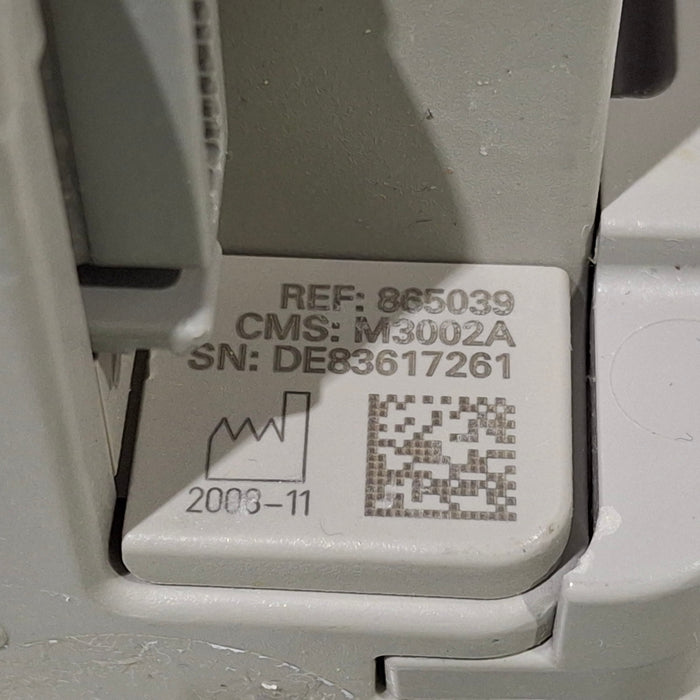 REF: 865039
CMS: M3002A
SN: DE83617261
2008-11